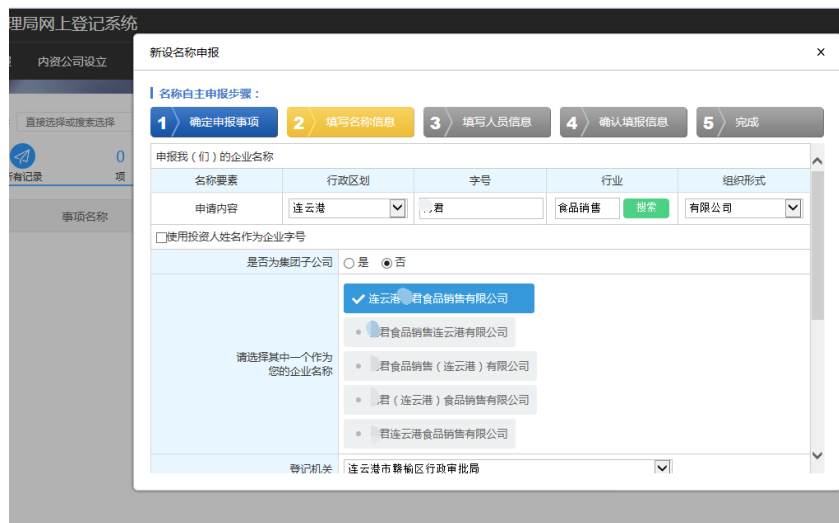 理局网上登记系统
内资公司设立
新设名称申报
×
名称自主申报步骤：
直接选择或搜素选择
1 确定申报事项 2 填写名称信息 3 填写人员信息 4 确认填报信息 5 完成
0
所有记录 项
申报我（们）的企业名称
名称要素 行政区划 字号 行业 组织形式
申请内容 连云港 君 食品销售 搜索 有限公司
事项名称
使用投资人姓名作为企业字号
是否为集团子公司 是 否
连云港 君食品销售有限公司
君食品销售连云港有限公司
请选择其中一个作为
您的企业名称
君食品销售（连云港）有限公司
君（连云港）食品销售有限公司
君连云港食品销售有限公司
登记机关 连云港市赣榆区行政审批局